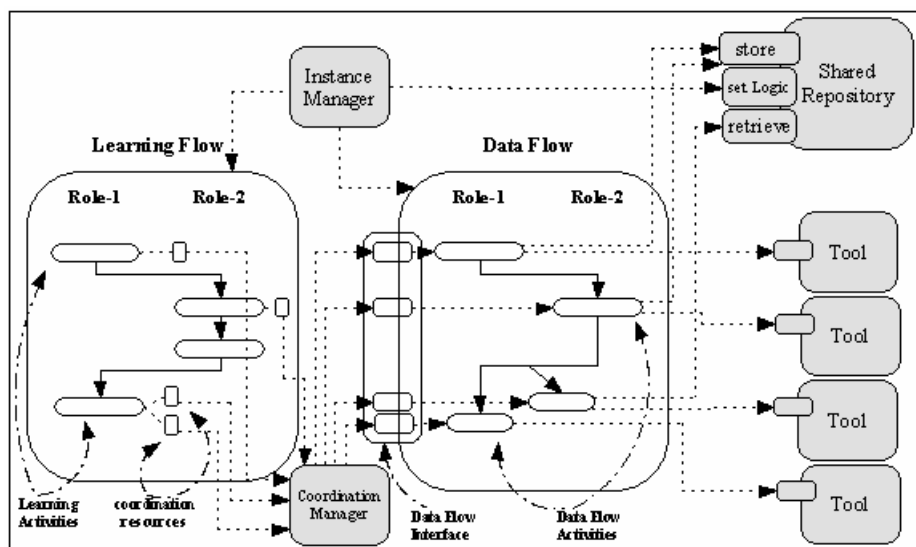 store
Instance
Manager
set Logic
Shared
Repository
retrieve
Learning Flow
Data Flow
Role-1
Role-2
Role-1
Role-2
Tool
Tool
Tool
Tool
Learning
Activities
coordination
resources
Coordination
Manager
Data Flow
Interface
Data Flow
Activities